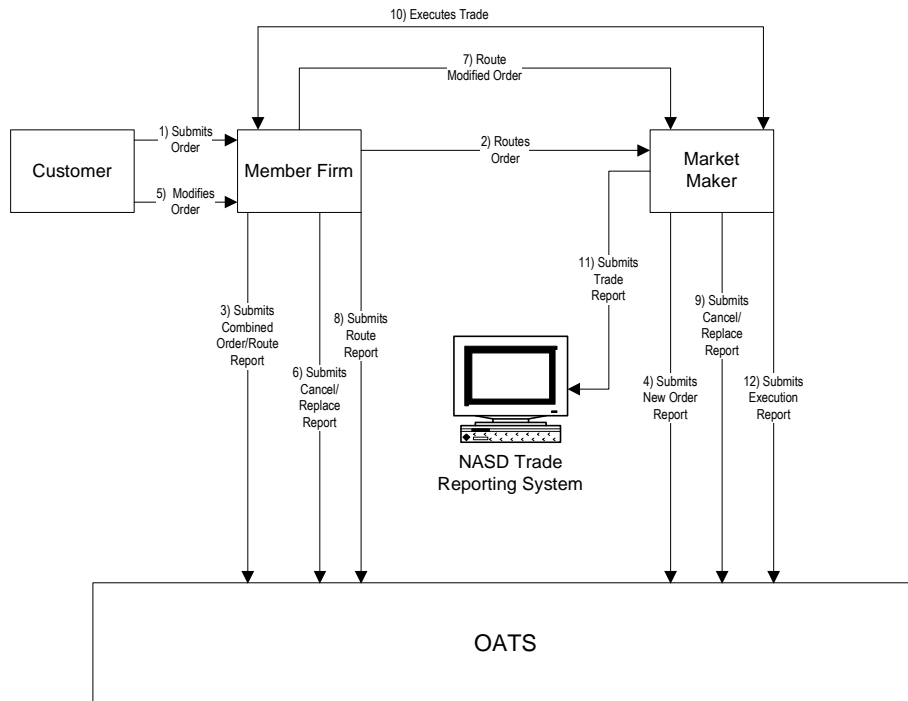 10) Executes Trade
7) Route
Modified Order
1) Submits
Order
2) Routes
Order
Customer
Member Firm
Market
Maker
5) Modifies
Order
11) Submits
Trade
Report
3) Submits
Combined
Order/Route
Report
8) Submits
Route
Report
9) Submits
Cancel/
Replace
Report
6) Submits
Cancel/
Replace
Report
4) Submits
New Order
Report
12) Submits
Execution
Report
NASD Trade
Reporting System
OATS